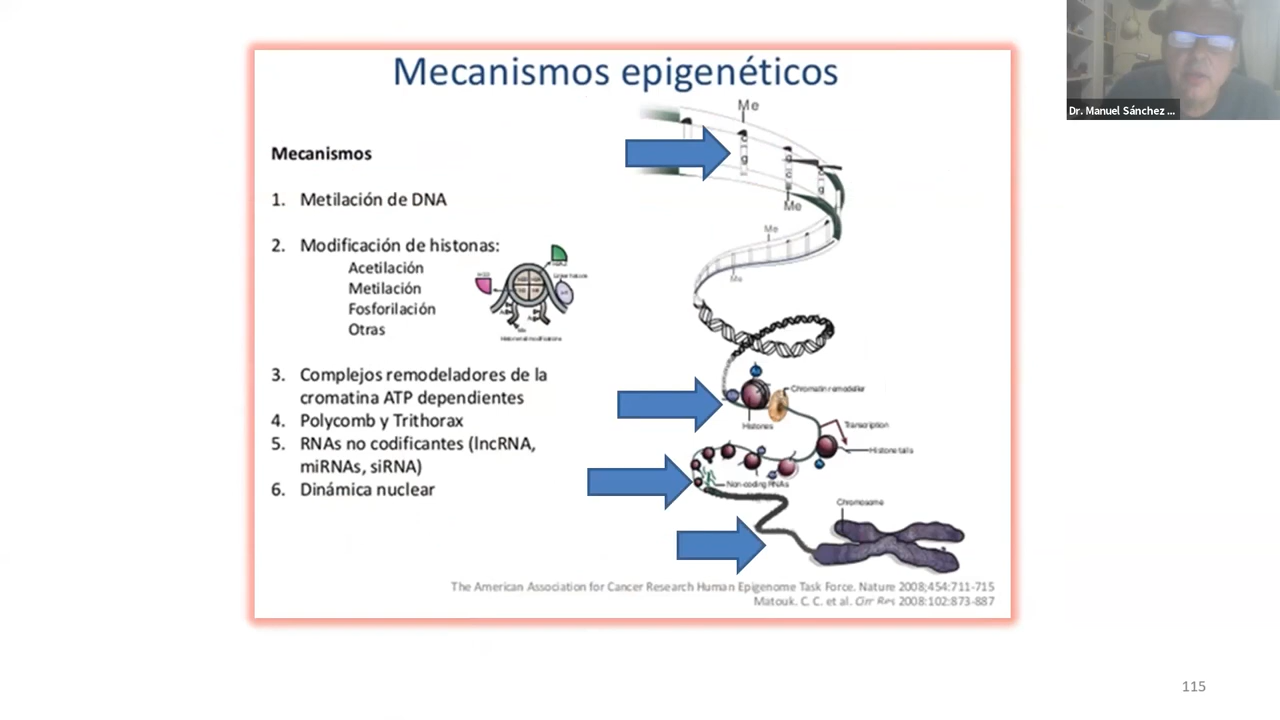 Mecanismos epigenéticos
Dr. Manuel Sánchez ...
Mecanismos
1. Metilación de DNA
2. Modificación de histonas:
Acetilación
Metilación
Fosforilación
Otras
3. Complejos remodeladores de la
cromatina ATP dependientes
4. Polycomb y Trithorax
5. RNAs no codificantes (lncRNA,
miRNAs, siRNA)
6. Dinámica nuclear
Me
c
g
g
g
Me
Me
Me
Histone tail modifications
Chromatin remodeller
Histones
Transcription
Histone tails
Non-coding RNAs
Chromosome
The American Association for Cancer Research Human Epigenome Task Force. Nature 2008;454:711-715
Matouk. C. C. et al. Cirr Res 2008:102:873-887
115